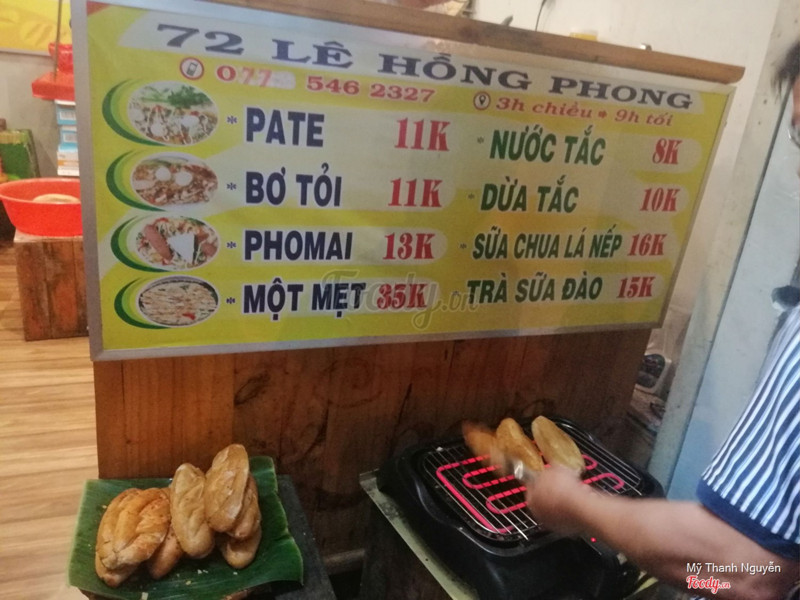 72 LÊ HỒNG PHONG
077 546 2327
3h chiều • 9h tối
* PATE 11K
* BƠ TỎI 11K
* PHOMAI 13K
* MỘT MẸT 35K
* NƯỚC TẮC 8K
* DỪA TẮC 10K
* SỮA CHUA LÁ NẾP 16K
TRÀ SỮA ĐÀO 15K
Foody.vn
Mỹ Thanh Nguyễn
Foody.vn